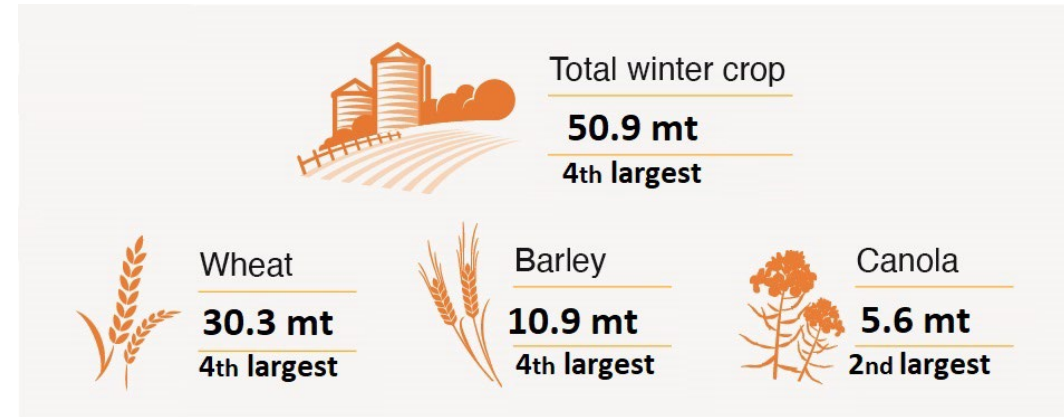 Total winter crop
50.9 mt
4th largest
Wheat
30.3 mt
4th largest
Barley
10.9 mt
4th largest
Canola
5.6 mt
2nd largest